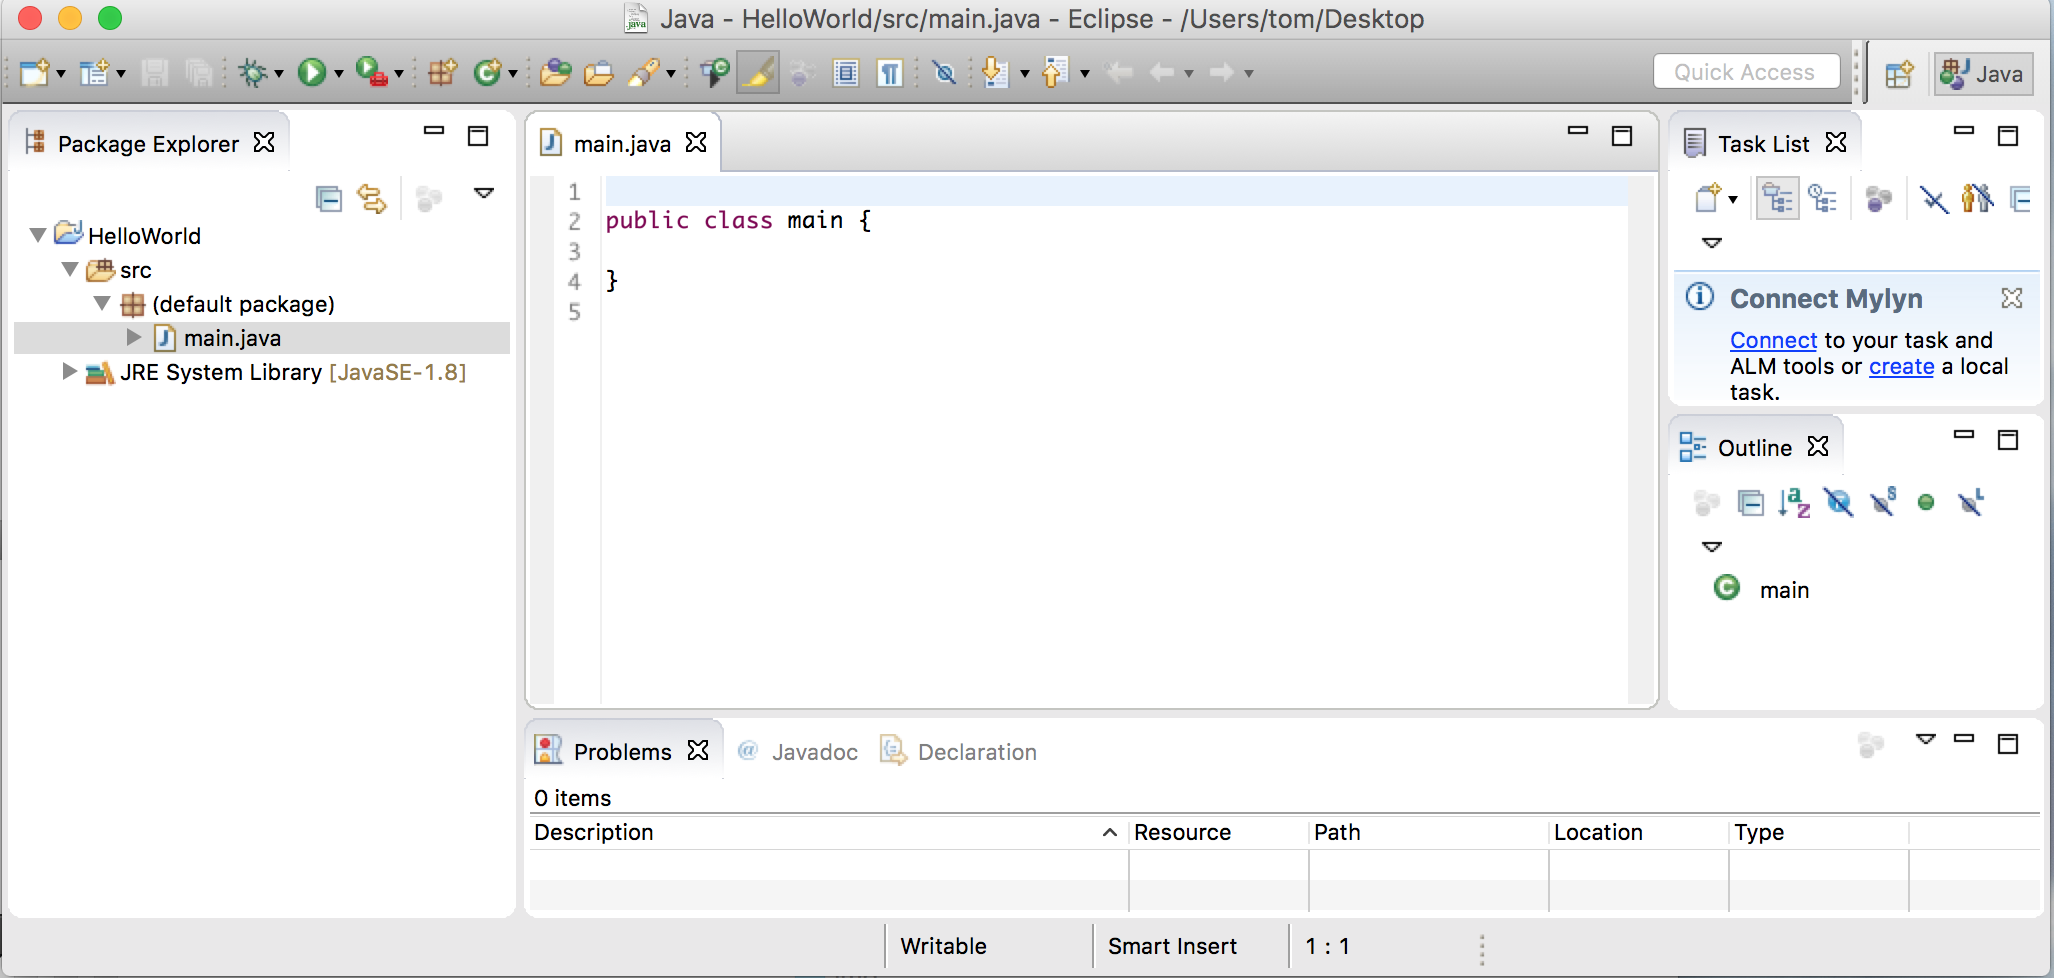 Java - HelloWorld/src/main.java - Eclipse - /Users/tom/Desktop
Quick Access
Java
Package Explorer
HelloWorld
src
(default package)
main.java
JRE System Library [JavaSE-1.8]
main.java
1
2 public class main {
3
4 }
5
Task List
Connect Mylyn
Connect to your task and
ALM tools or create a local
task.
Outline
main
Problems
Javadoc
Declaration
0 items
Description Resource Path Location Type
Writable
Smart Insert
1 : 1